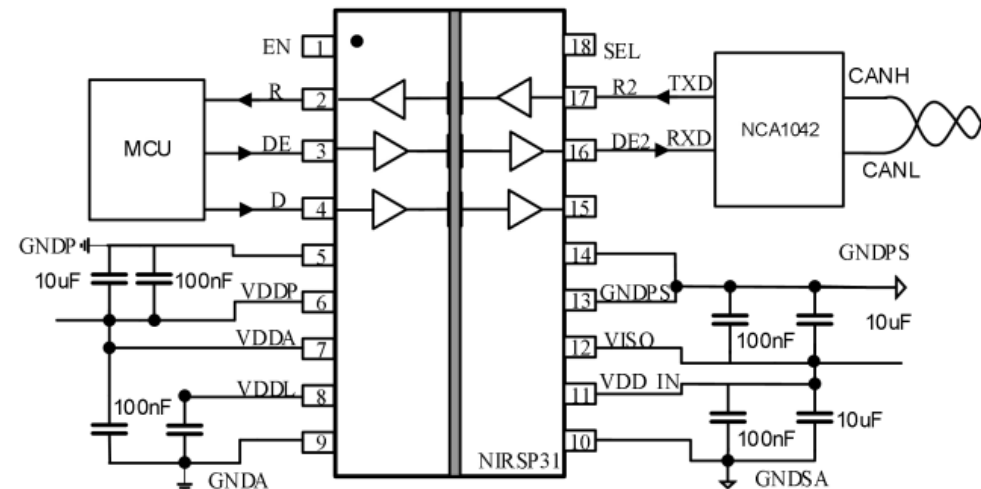 EN 1
18 SEL
MCU
R 2
17 R2 TXD
NCA1042
CANH
DE 3
16 DE2 RXD
CANL
D 4
15
GNDP
5
14
GNDPS
10uF
100nF
VDDP 6
13 GNDPS
100nF
10uF
VDDA 7
12 VISO
100nF
VDDL 8
11 VDD IN
100nF
10uF
9
10
GNDA
NIRSP31
GNDSA